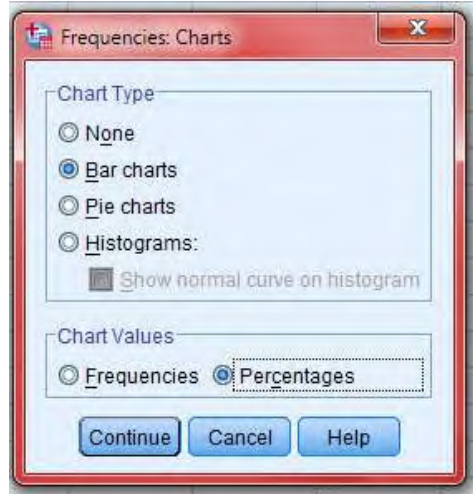 Frequencies: Charts
Chart Type
None
Bar charts
Pie charts
Histograms:
Show normal curve on histogram
Chart Values
Frequencies Percentages
Continue Cancel Help